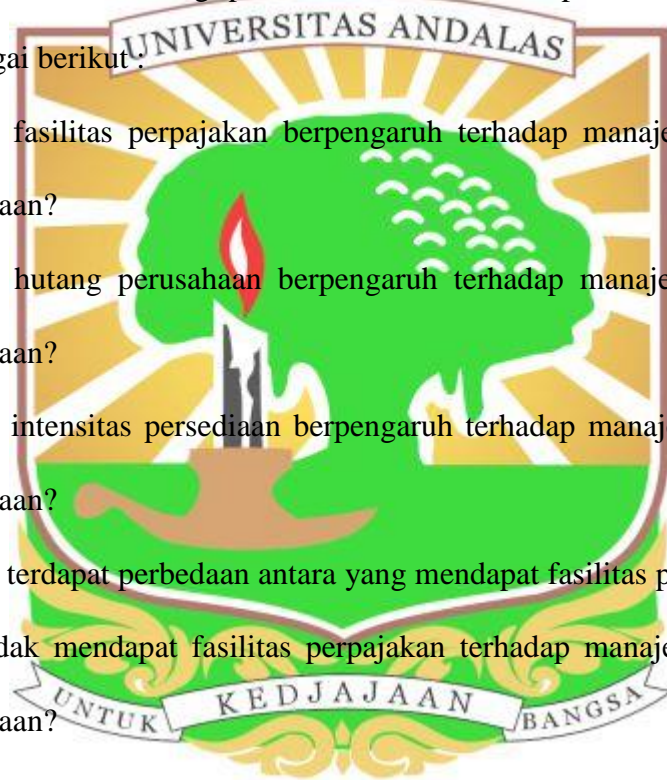 UNIVERSITAS ANDALAS
gai berikut :
fasilitas perpajakan berpengaruh terhadap manaje
aan?
hutang perusahaan berpengaruh terhadap manaje
aan?
intensitas persediaan berpengaruh terhadap manaj
aan?
terdapat perbedaan antara yang mendapat fasilitas p
dak mendapat fasilitas perpajakan terhadap manaje
aan?
UNTUK KEDJAJAAN BANGSA